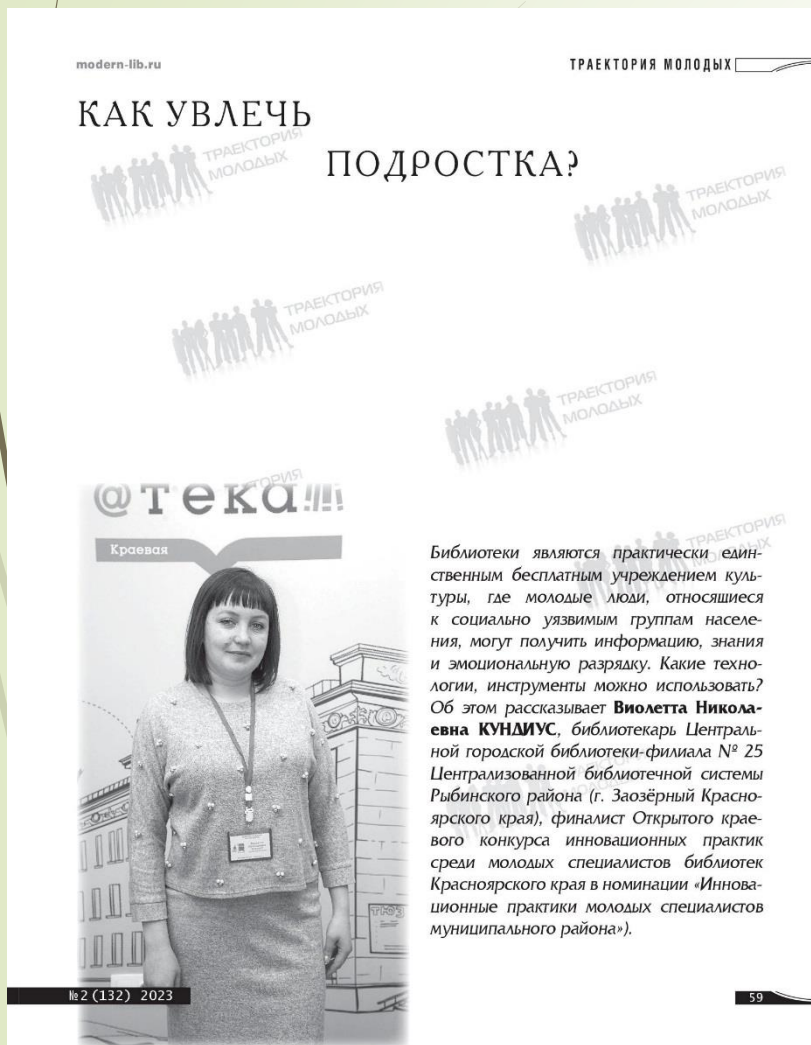 modern-lib.ru
ТРАЕКТОРИЯ МОЛОДЫХ
КАК УВЛЕЧЬ
ПОДРОСТКА?
ТРАЕКТОРИЯ
МОЛОДЫХ
ТРАЕКТОРИЯ
МОЛОДЫХ
ТРАЕКТОРИЯ
МОЛОДЫХ
ТРАЕКТОРИЯ
МОЛОДЫХ
@тека
Краевая
ТЮЗ
ТРАЕКТОРИЯ
МОЛОДЫХ
Библиотеки являются практически един-
ственным бесплатным учреждением куль-
туры, где молодые люди, относящиеся
к социально уязвимым группам населе-
ния, могут получить информацию, знания
и эмоциональную разрядку. Какие техно-
логии, инструменты можно использовать?
Об этом рассказывает Виолетта Никола-
евна КУНДИУС, библиотекарь Централь-
ной городской библиотеки-филиала № 25
Централизованной библиотечной системы
Рыбинского района (г. Заозёрный Красно-
ярского края), финалист Открытого крае-
вого конкурса инновационных практик
среди молодых специалистов библиотек
Красноярского края в номинации «Иннова-
ционные практики молодых специалистов
муниципального района»).
№ 2 (132) 2023
59